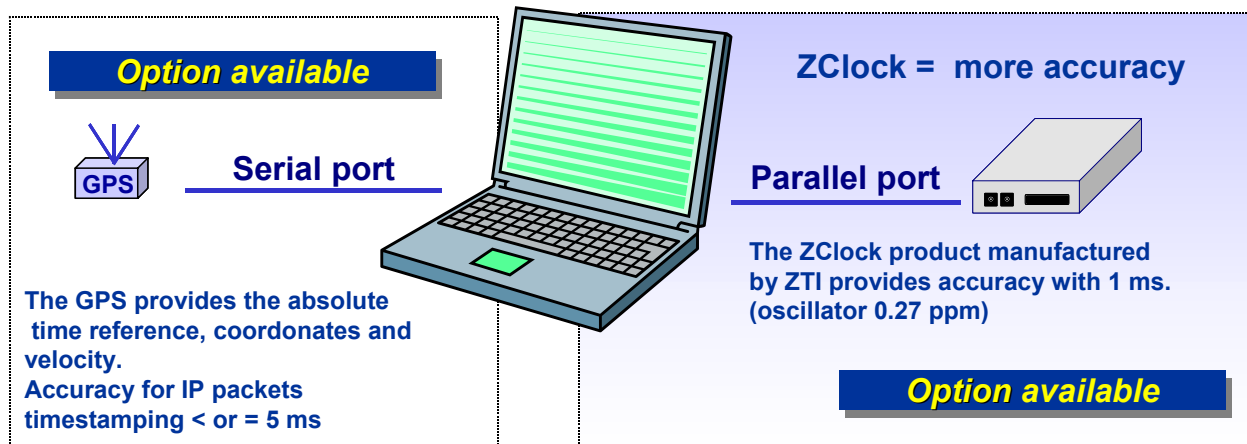 Option available
GPS
Serial port
The GPS provides the absolute
time reference, coordonates and
velocity.
Accuracy for IP packets
timestamping < or = 5 ms
ZClock = more accuracy
Parallel port
The ZClock product manufactured
by ZTI provides accuracy with 1 ms.
(oscillator 0.27 ppm)
Option available